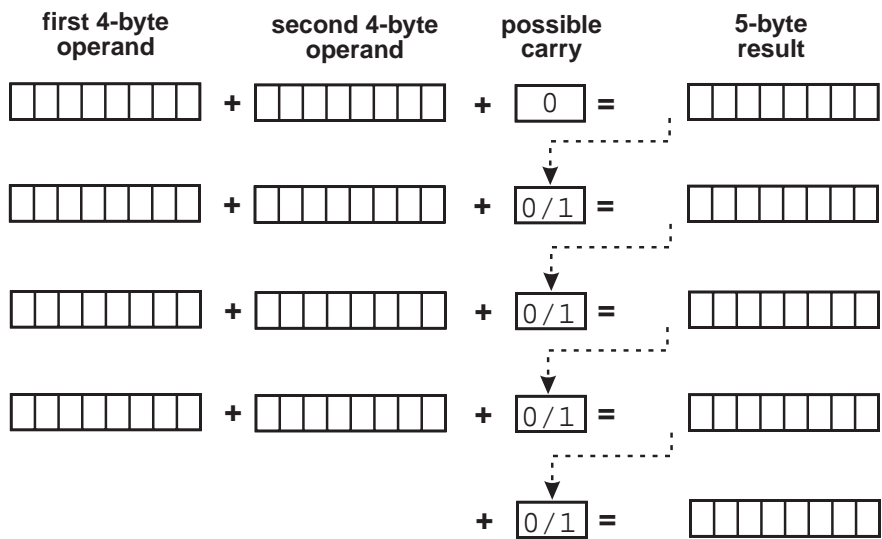 first 4-byte operand
second 4-byte operand
possible carry
5-byte result
+ + 0 =
+ + 0/1 =
+ + 0/1 =
+ + 0/1 =
+ 0/1 =